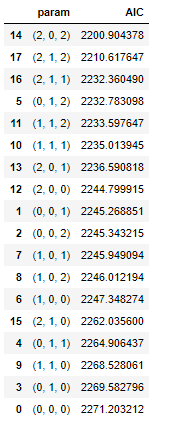 param AIC
14 (2, 0, 2) 2200.904378
17 (2, 1, 2) 2210.617647
16 (2, 1, 1) 2232.360490
5 (0, 1, 2) 2232.783098
11 (1, 1, 2) 2233.597647
10 (1, 1, 1) 2235.013945
13 (2, 0, 1) 2236.590818
12 (2, 0, 0) 2244.799915
1 (0, 0, 1) 2245.268851
2 (0, 0, 2) 2245.343215
7 (1, 0, 1) 2245.949094
8 (1, 0, 2) 2246.012194
6 (1, 0, 0) 2247.348274
15 (2, 1, 0) 2262.035600
4 (0, 1, 1) 2264.906437
9 (1, 1, 0) 2268.528061
3 (0, 1, 0) 2269.582796
0 (0, 0, 0) 2271.203212